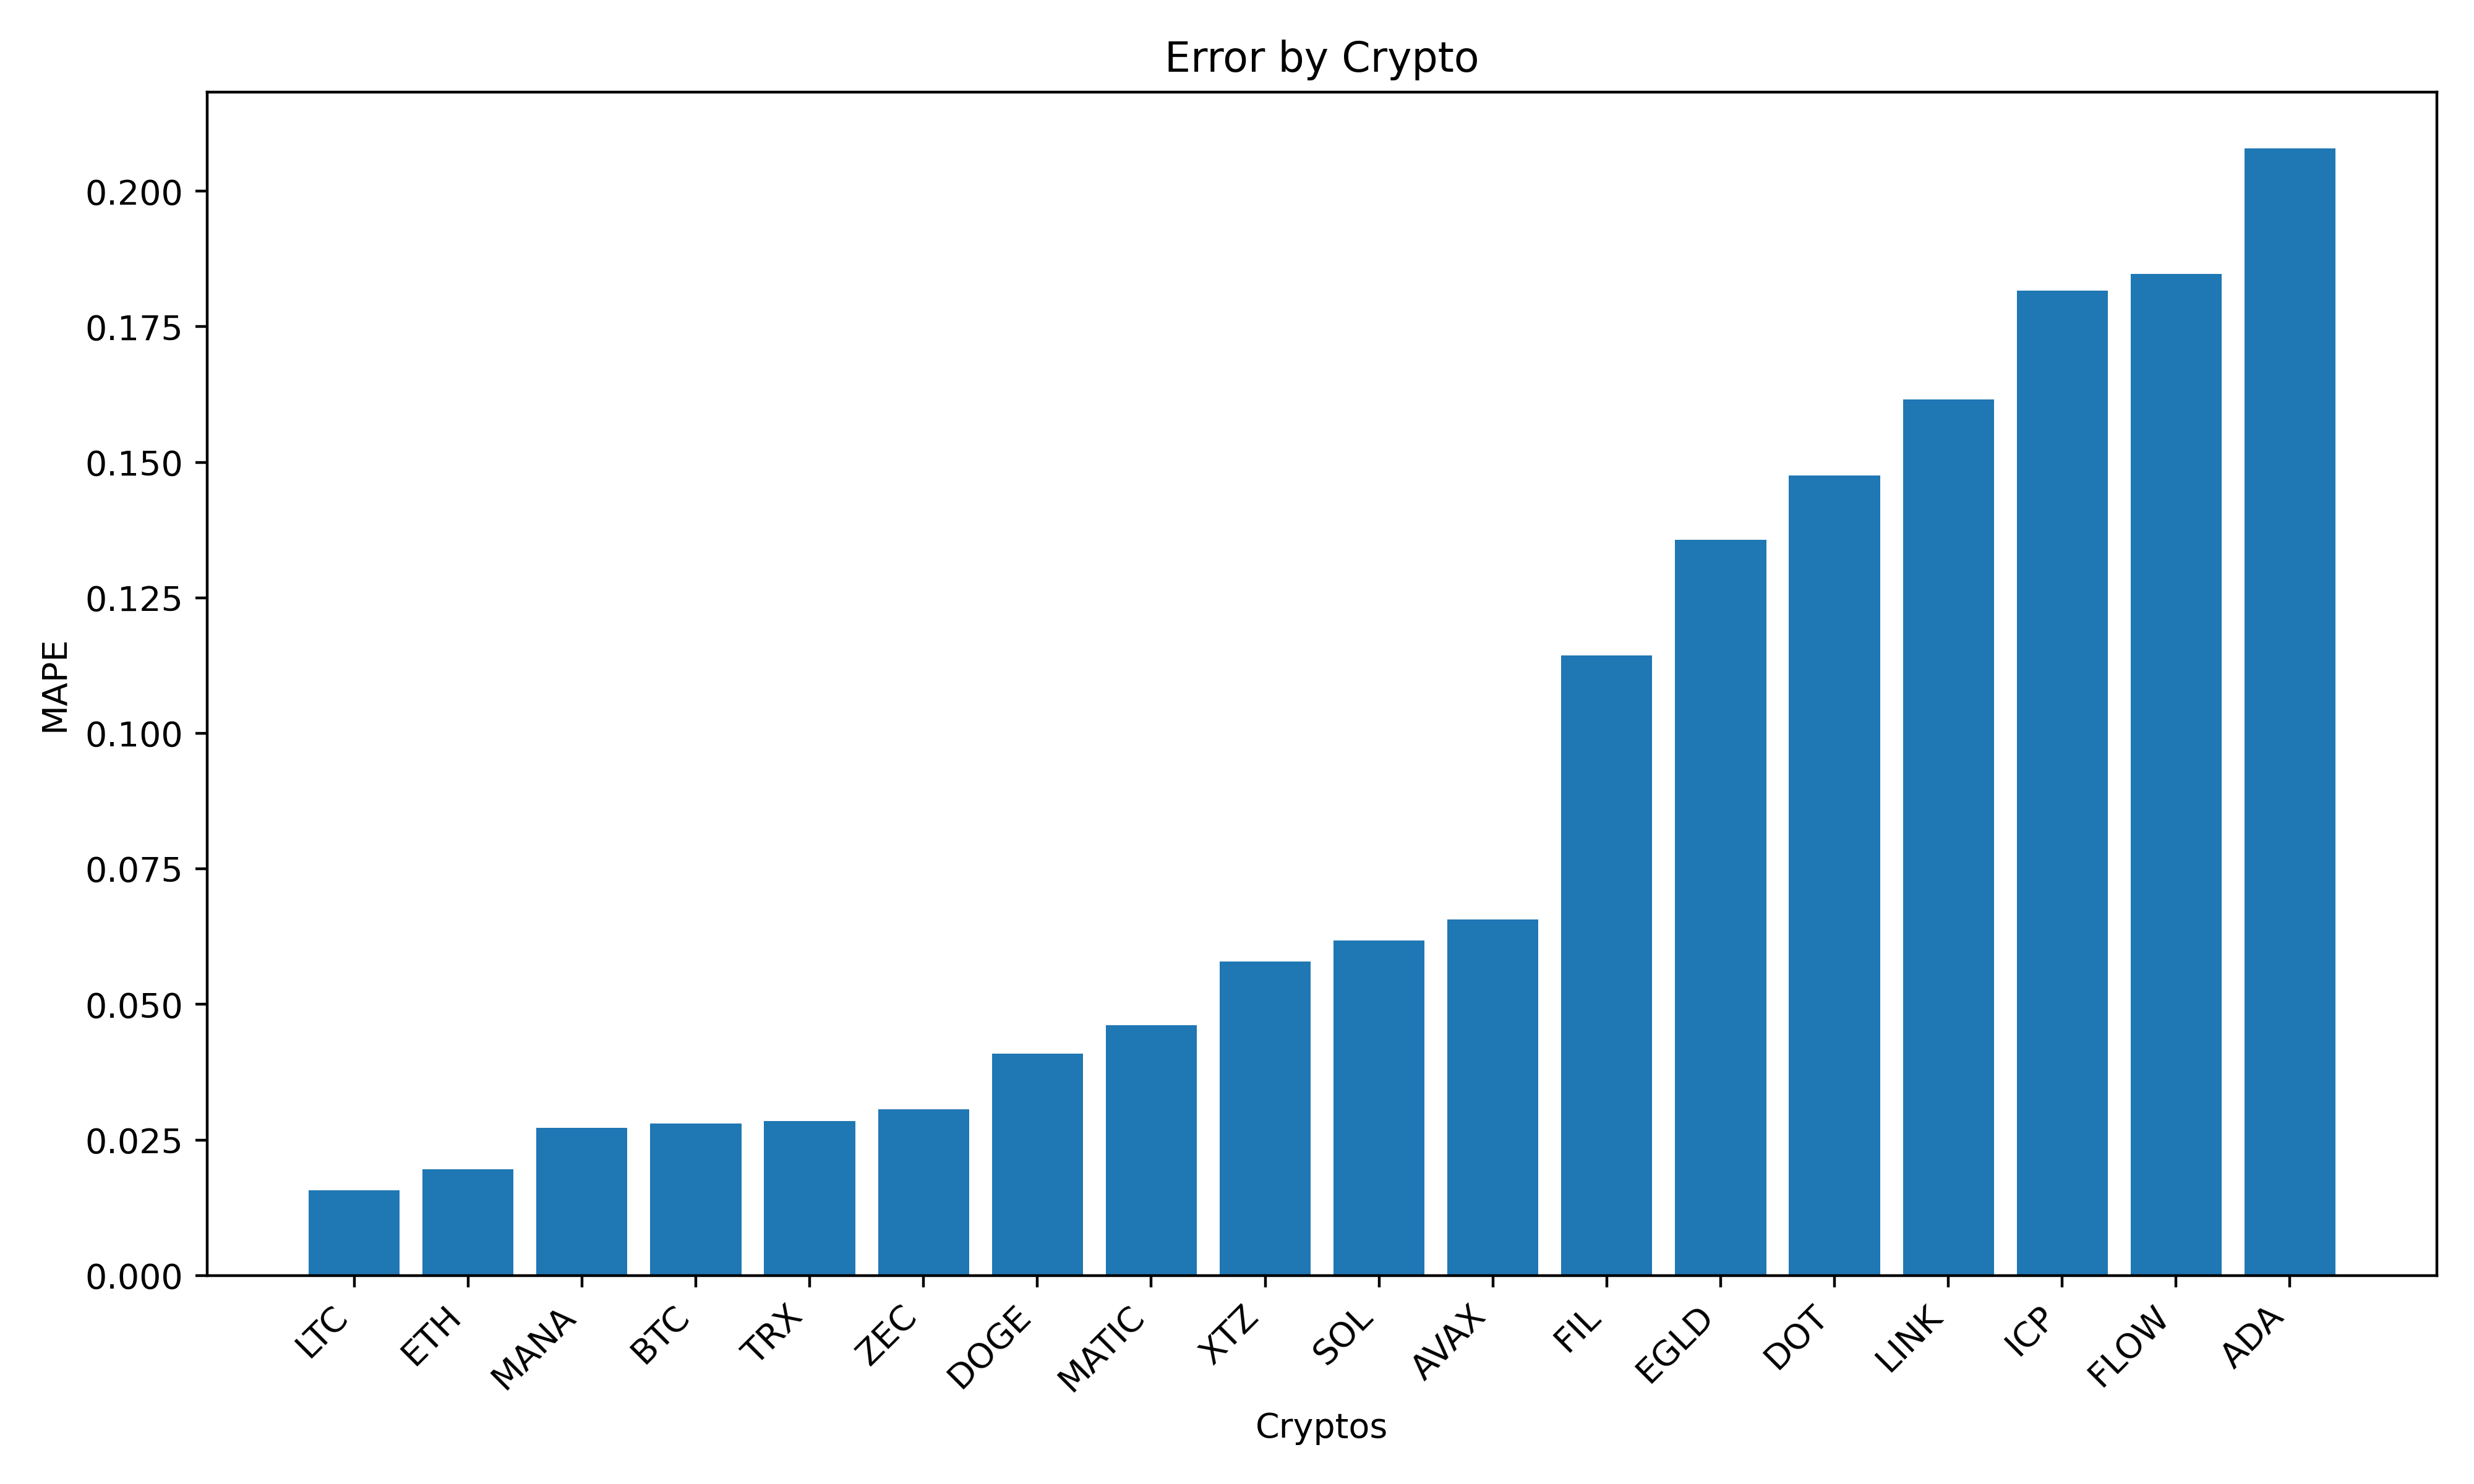 Error by Crypto
MAPE
0.200
0.175
0.150
0.125
0.100
0.075
0.050
0.025
0.000
LTC
ETH
MANA
BTC
TRX
ZEC
DOGE
MATIC
XTZ
SOL
AVAX
FIL
EGLD
DOT
LINK
ICP
FLOW
ADA
Cryptos